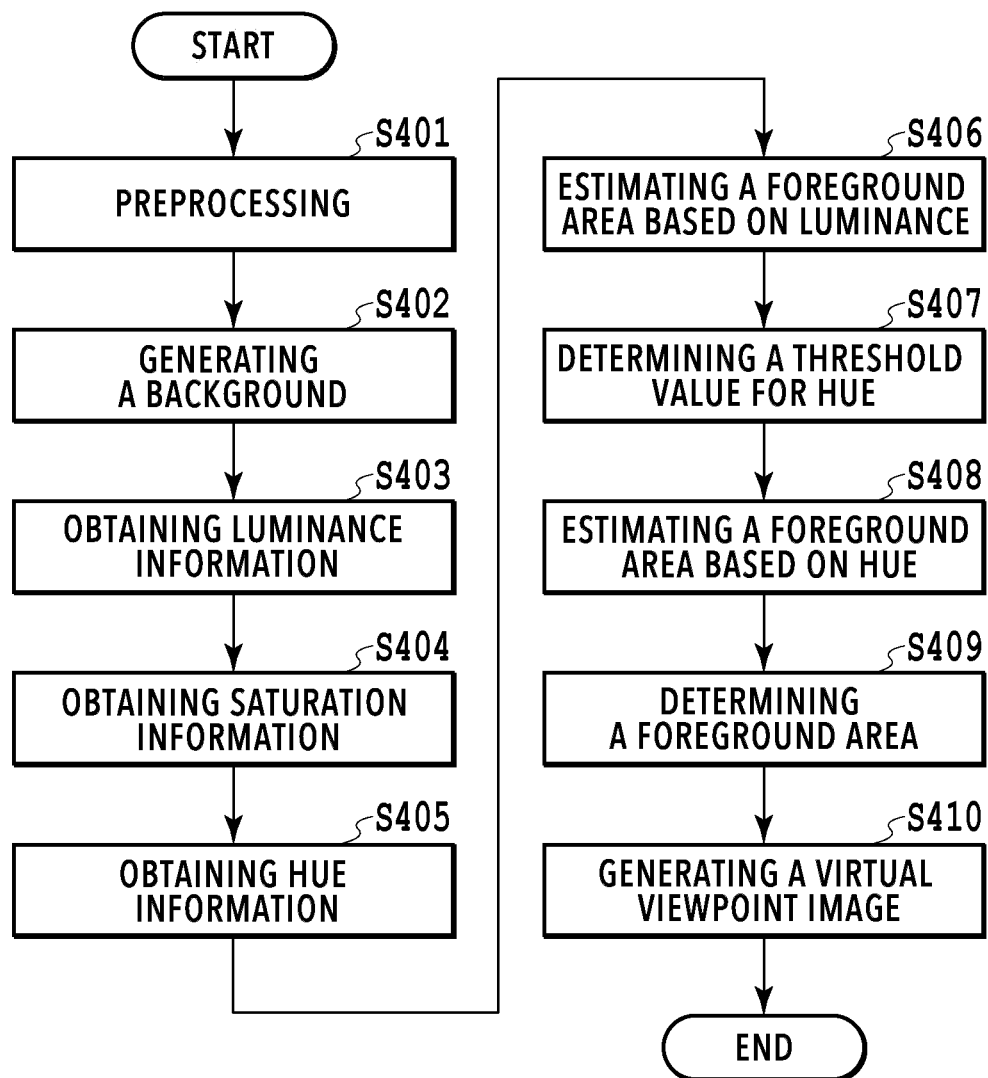 START
S401
PREPROCESSING
S402
GENERATING
A BACKGROUND
S403
OBTAINING LUMINANCE
INFORMATION
S404
OBTAINING SATURATION
INFORMATION
S405
OBTAINING HUE
INFORMATION
S406
ESTIMATING A FOREGROUND
AREA BASED ON LUMINANCE
S407
DETERMINING A THRESHOLD
VALUE FOR HUE
S408
ESTIMATING A FOREGROUND
AREA BASED ON HUE
S409
DETERMINING
A FOREGROUND AREA
S410
GENERATING A VIRTUAL
VIEWPOINT IMAGE
END